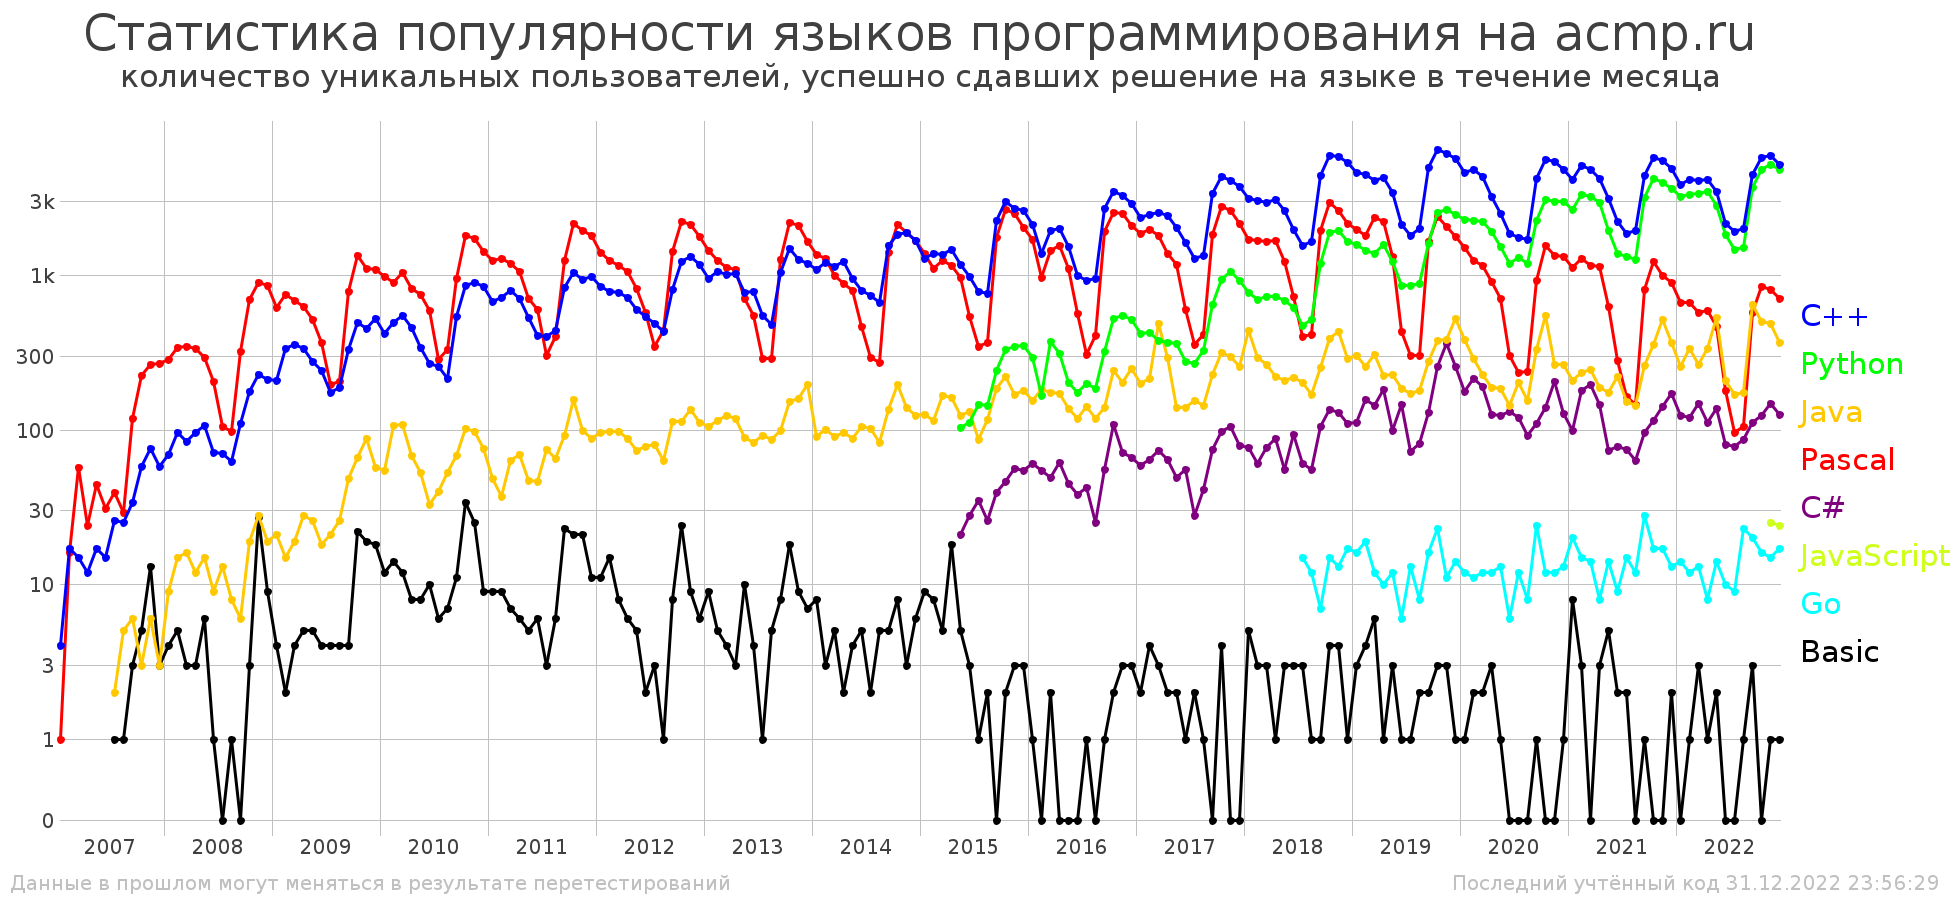 Статистика популярности языков программирования на acmp.ru
количество уникальных пользователей, успешно сдавших решение на языке в течение месяца
3k
1k
300
100
30
10
3
1
0
C++
Python
Java
Pascal
C#
JavaScript
Go
Basic
2007 2008 2009 2010 2011 2012 2013 2014 2015 2016 2017 2018 2019 2020 2021 2022
Данные в прошлом могут меняться в результате перетестирований
Последний учтённый код 31.12.2022 23:56:29